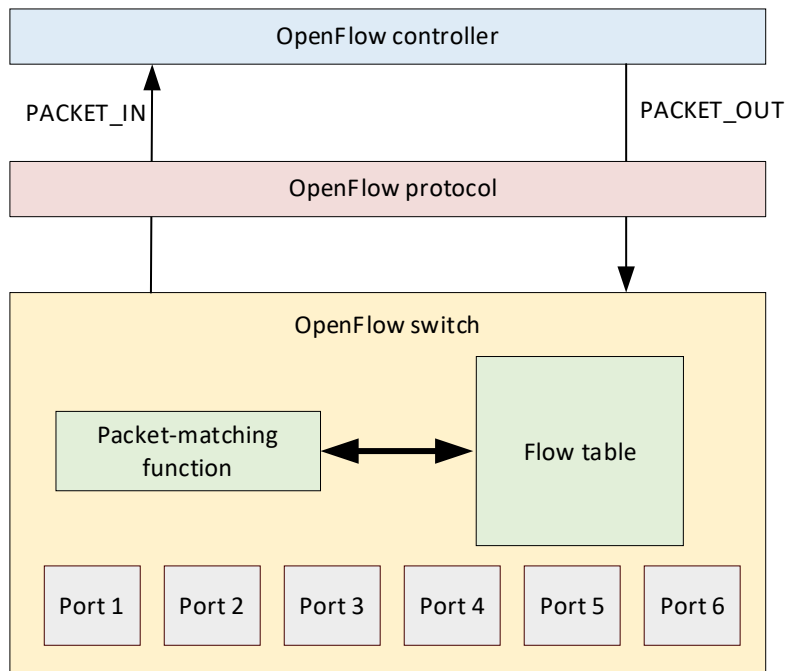 OpenFlow controller
PACKET_IN
PACKET_OUT
OpenFlow protocol
OpenFlow switch
Packet-matching
function
Flow table
Port 1
Port 2
Port 3
Port 4
Port 5
Port 6